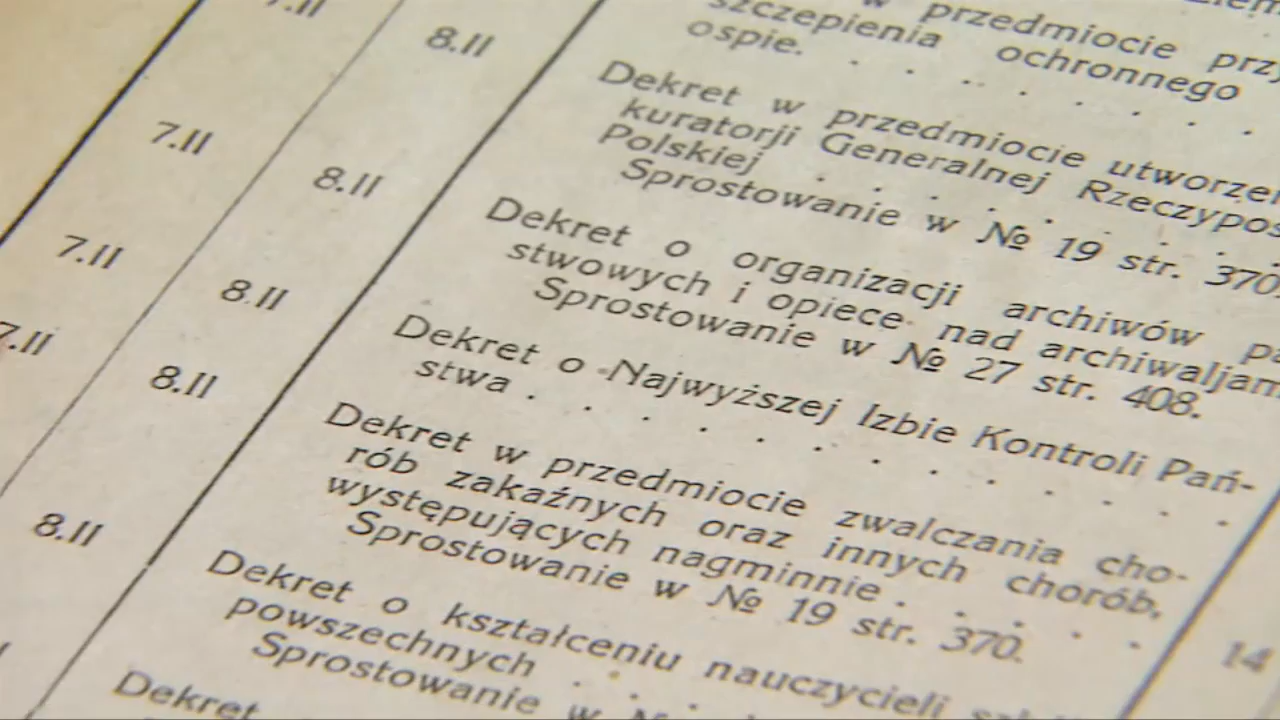 7.II 8.II w przedmiocie
szczepienia ochronnego
ospie.
7.II 8.II Dekret w przedmiocie
kuratorji Generalnej
Polskiej
Sprostowanie w № 19 str. 370.
7.II 8.II Dekret o organizacji archiwów
stwowych i opiece nad
Sprostowanie w № 27 str. 408.
7.II 8.II Dekret o Najwyższej Izbie Kontroli Pań-
stwa
8.II Dekret w przedmiocie zwalczania cho-
rób zakaźnych oraz innych chorób,
występujących nagminnie
Sprostowanie w № 19 str. 370.
14
Dekret o kształceniu nauczycieli
powszechnych
Sprostowanie w
Dekret